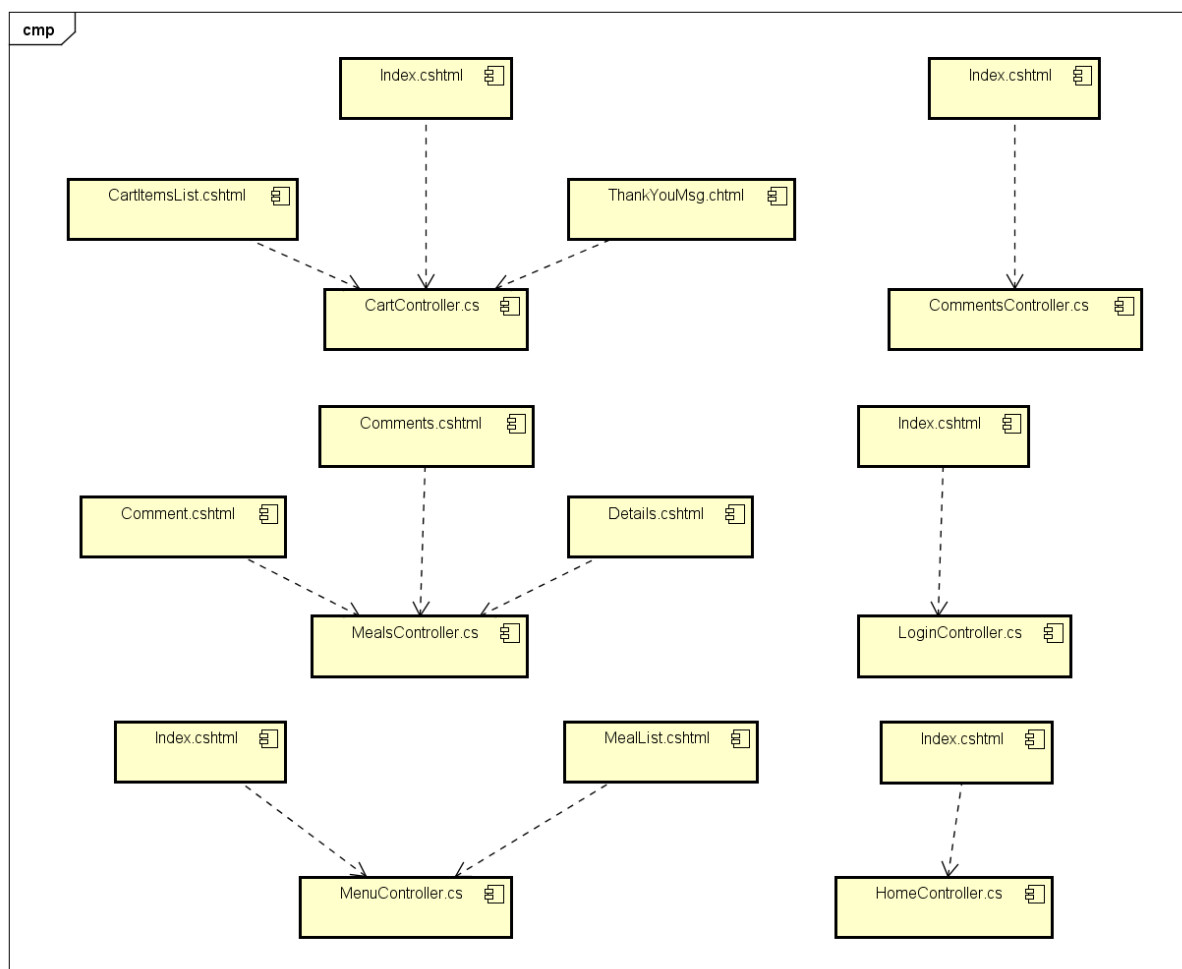 cmp
Index.cshtml
Index.cshtml
CartItemsList.cshtml
ThankYouMsg.chtml
CartController.cs
CommentsController.cs
Comments.cshtml
Index.cshtml
Comment.cshtml
Details.cshtml
MealsController.cs
LoginController.cs
Index.cshtml
MealList.cshtml
Index.cshtml
MenuController.cs
HomeController.cs